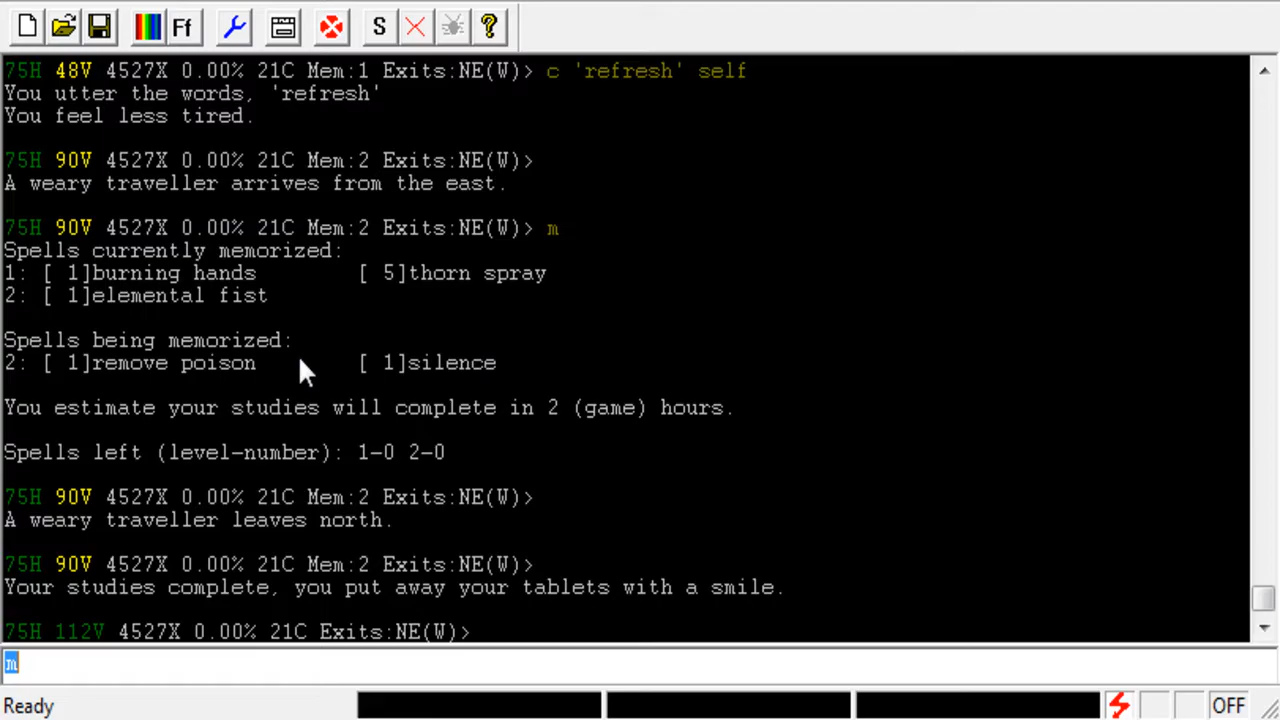 Ff S ?
75H 48V 4527X 0.00% 21C Mem:1 Exits:NE(W)> c 'refresh' self
You utter the words, 'refresh'
You feel less tired.
75H 90V 4527X 0.00% 21C Mem:2 Exits:NE(W)>
A weary traveller arrives from the east.
75H 90V 4527X 0.00% 21C Mem:2 Exits:NE(W)> m
Spells currently memorized:
1: [ 1]burning hands [ 5]thorn spray
2: [ 1]elemental fist
Spells being memorized:
2: [ 1]remove poison [ 1]silence
You estimate your studies will complete in 2 (game) hours.
Spells left (level-number): 1-0 2-0
75H 90V 4527X 0.00% 21C Mem:2 Exits:NE(W)>
A weary traveller leaves north.
75H 90V 4527X 0.00% 21C Mem:2 Exits:NE(W)>
Your studies complete, you put away your tablets with a smile.
75H 112V 4527X 0.00% 21C Exits:NE(W)>
m
Ready OFF